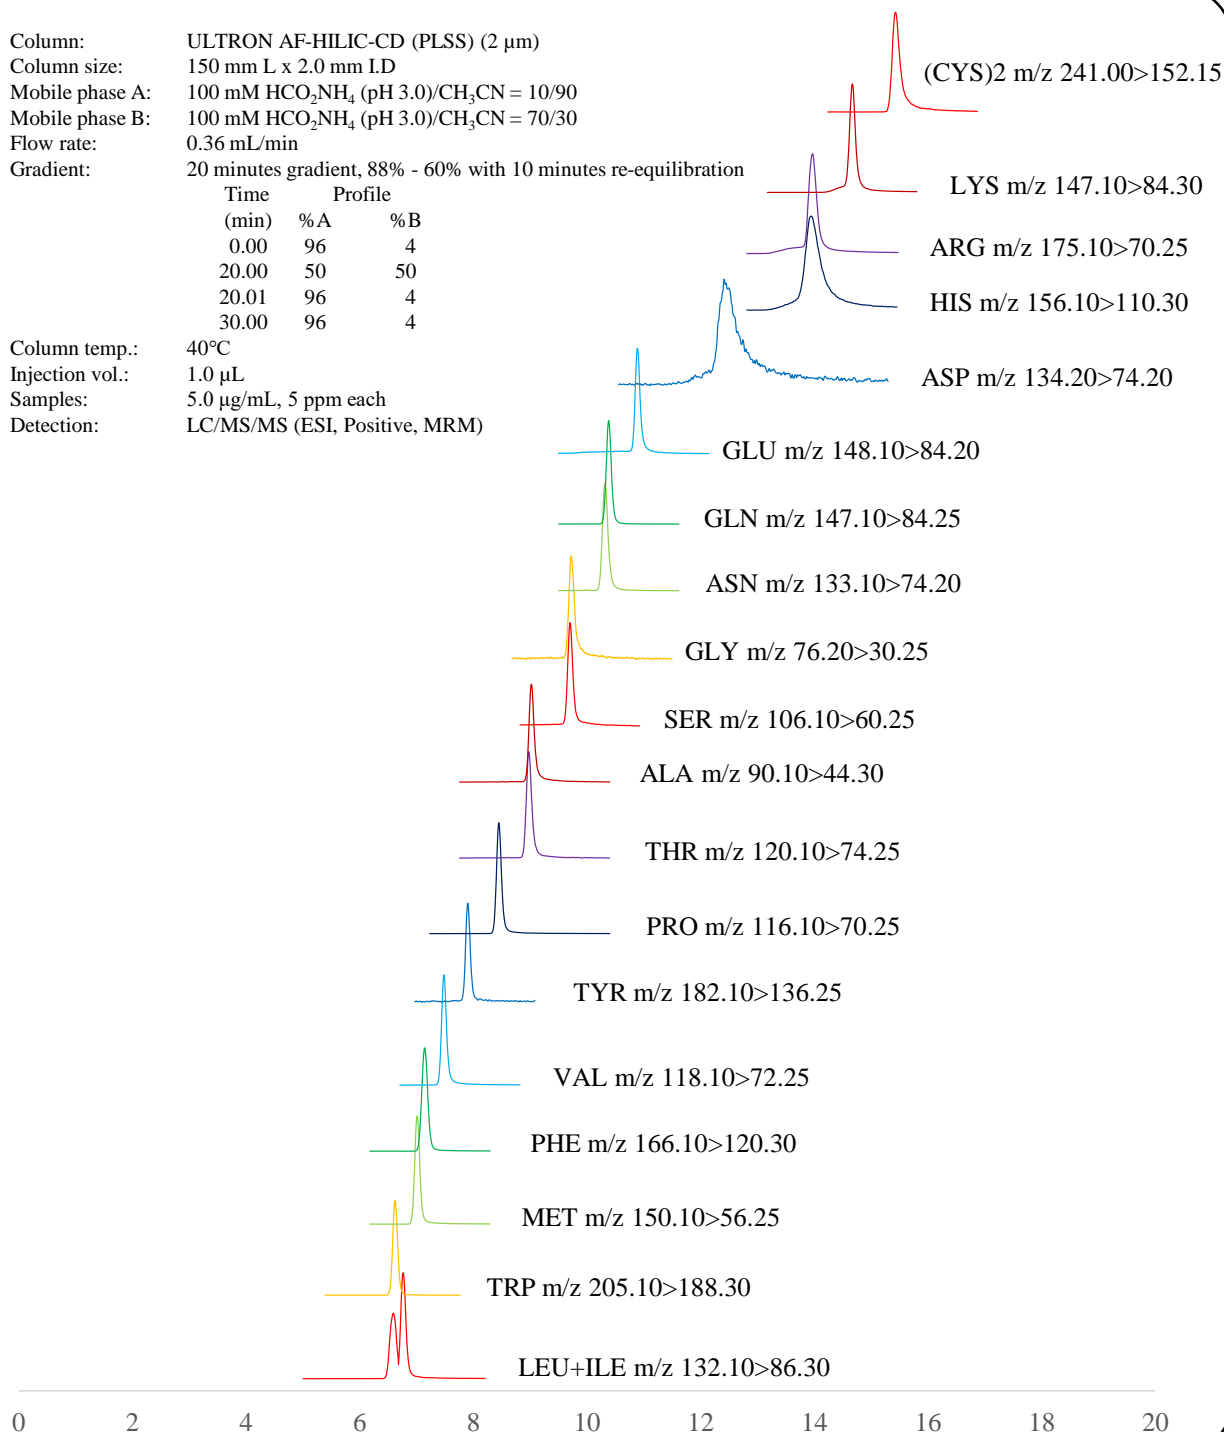 Column: ULTRON AF-HILIC-CD (PLSS) (2 µm)
Column size: 150 mm L x 2.0 mm I.D
Mobile phase A: 100 mM HCO₂NH₄ (pH 3.0)/CH₃CN = 10/90
Mobile phase B: 100 mM HCO₂NH₄ (pH 3.0)/CH₃CN = 70/30
Flow rate: 0.36 mL/min
Gradient: 20 minutes gradient, 88% - 60% with 10 minutes re-equilibration
Time Profile
(min) %A %B
0.00 96 4
20.00 50 50
20.01 96 4
30.00 96 4
Column temp.: 40°C
Injection vol.: 1.0 µL
Samples: 5.0 µg/mL, 5 ppm each
Detection: LC/MS/MS (ESI, Positive, MRM)
(CYS)2 m/z 241.00>152.15
LYS m/z 147.10>84.30
ARG m/z 175.10>70.25
HIS m/z 156.10>110.30
ASP m/z 134.20>74.20
GLU m/z 148.10>84.20
GLN m/z 147.10>84.25
ASN m/z 133.10>74.20
GLY m/z 76.20>30.25
SER m/z 106.10>60.25
ALA m/z 90.10>44.30
THR m/z 120.10>74.25
PRO m/z 116.10>70.25
TYR m/z 182.10>136.25
VAL m/z 118.10>72.25
PHE m/z 166.10>120.30
MET m/z 150.10>56.25
TRP m/z 205.10>188.30
LEU+ILE m/z 132.10>86.30
0 2 4 6 8 10 12 14 16 18 20